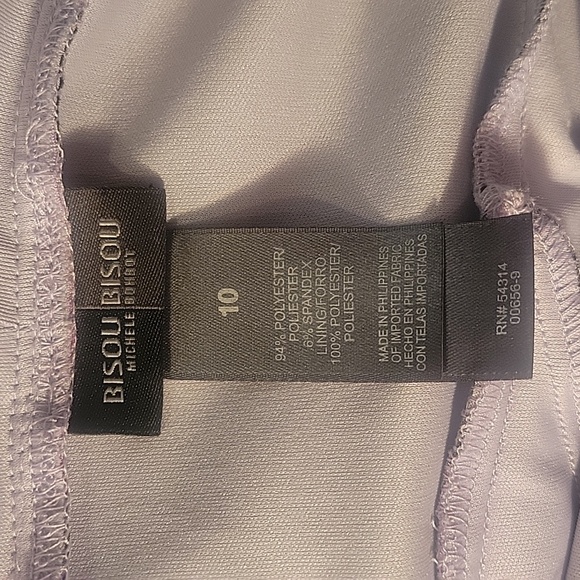 BISOU BISOU
MICHELE BOHBOT
10
94% POLYESTER/
POLIESTER
6% SPANDEX
LINING/FORRO:
100% POLYESTER/
POLIESTER
MADE IN PHILIPPINES
OF IMPORTED FABRIC
HECHO EN PHILIPPINES
CON TELAS IMPORTADAS
RN# 54314
00656-9